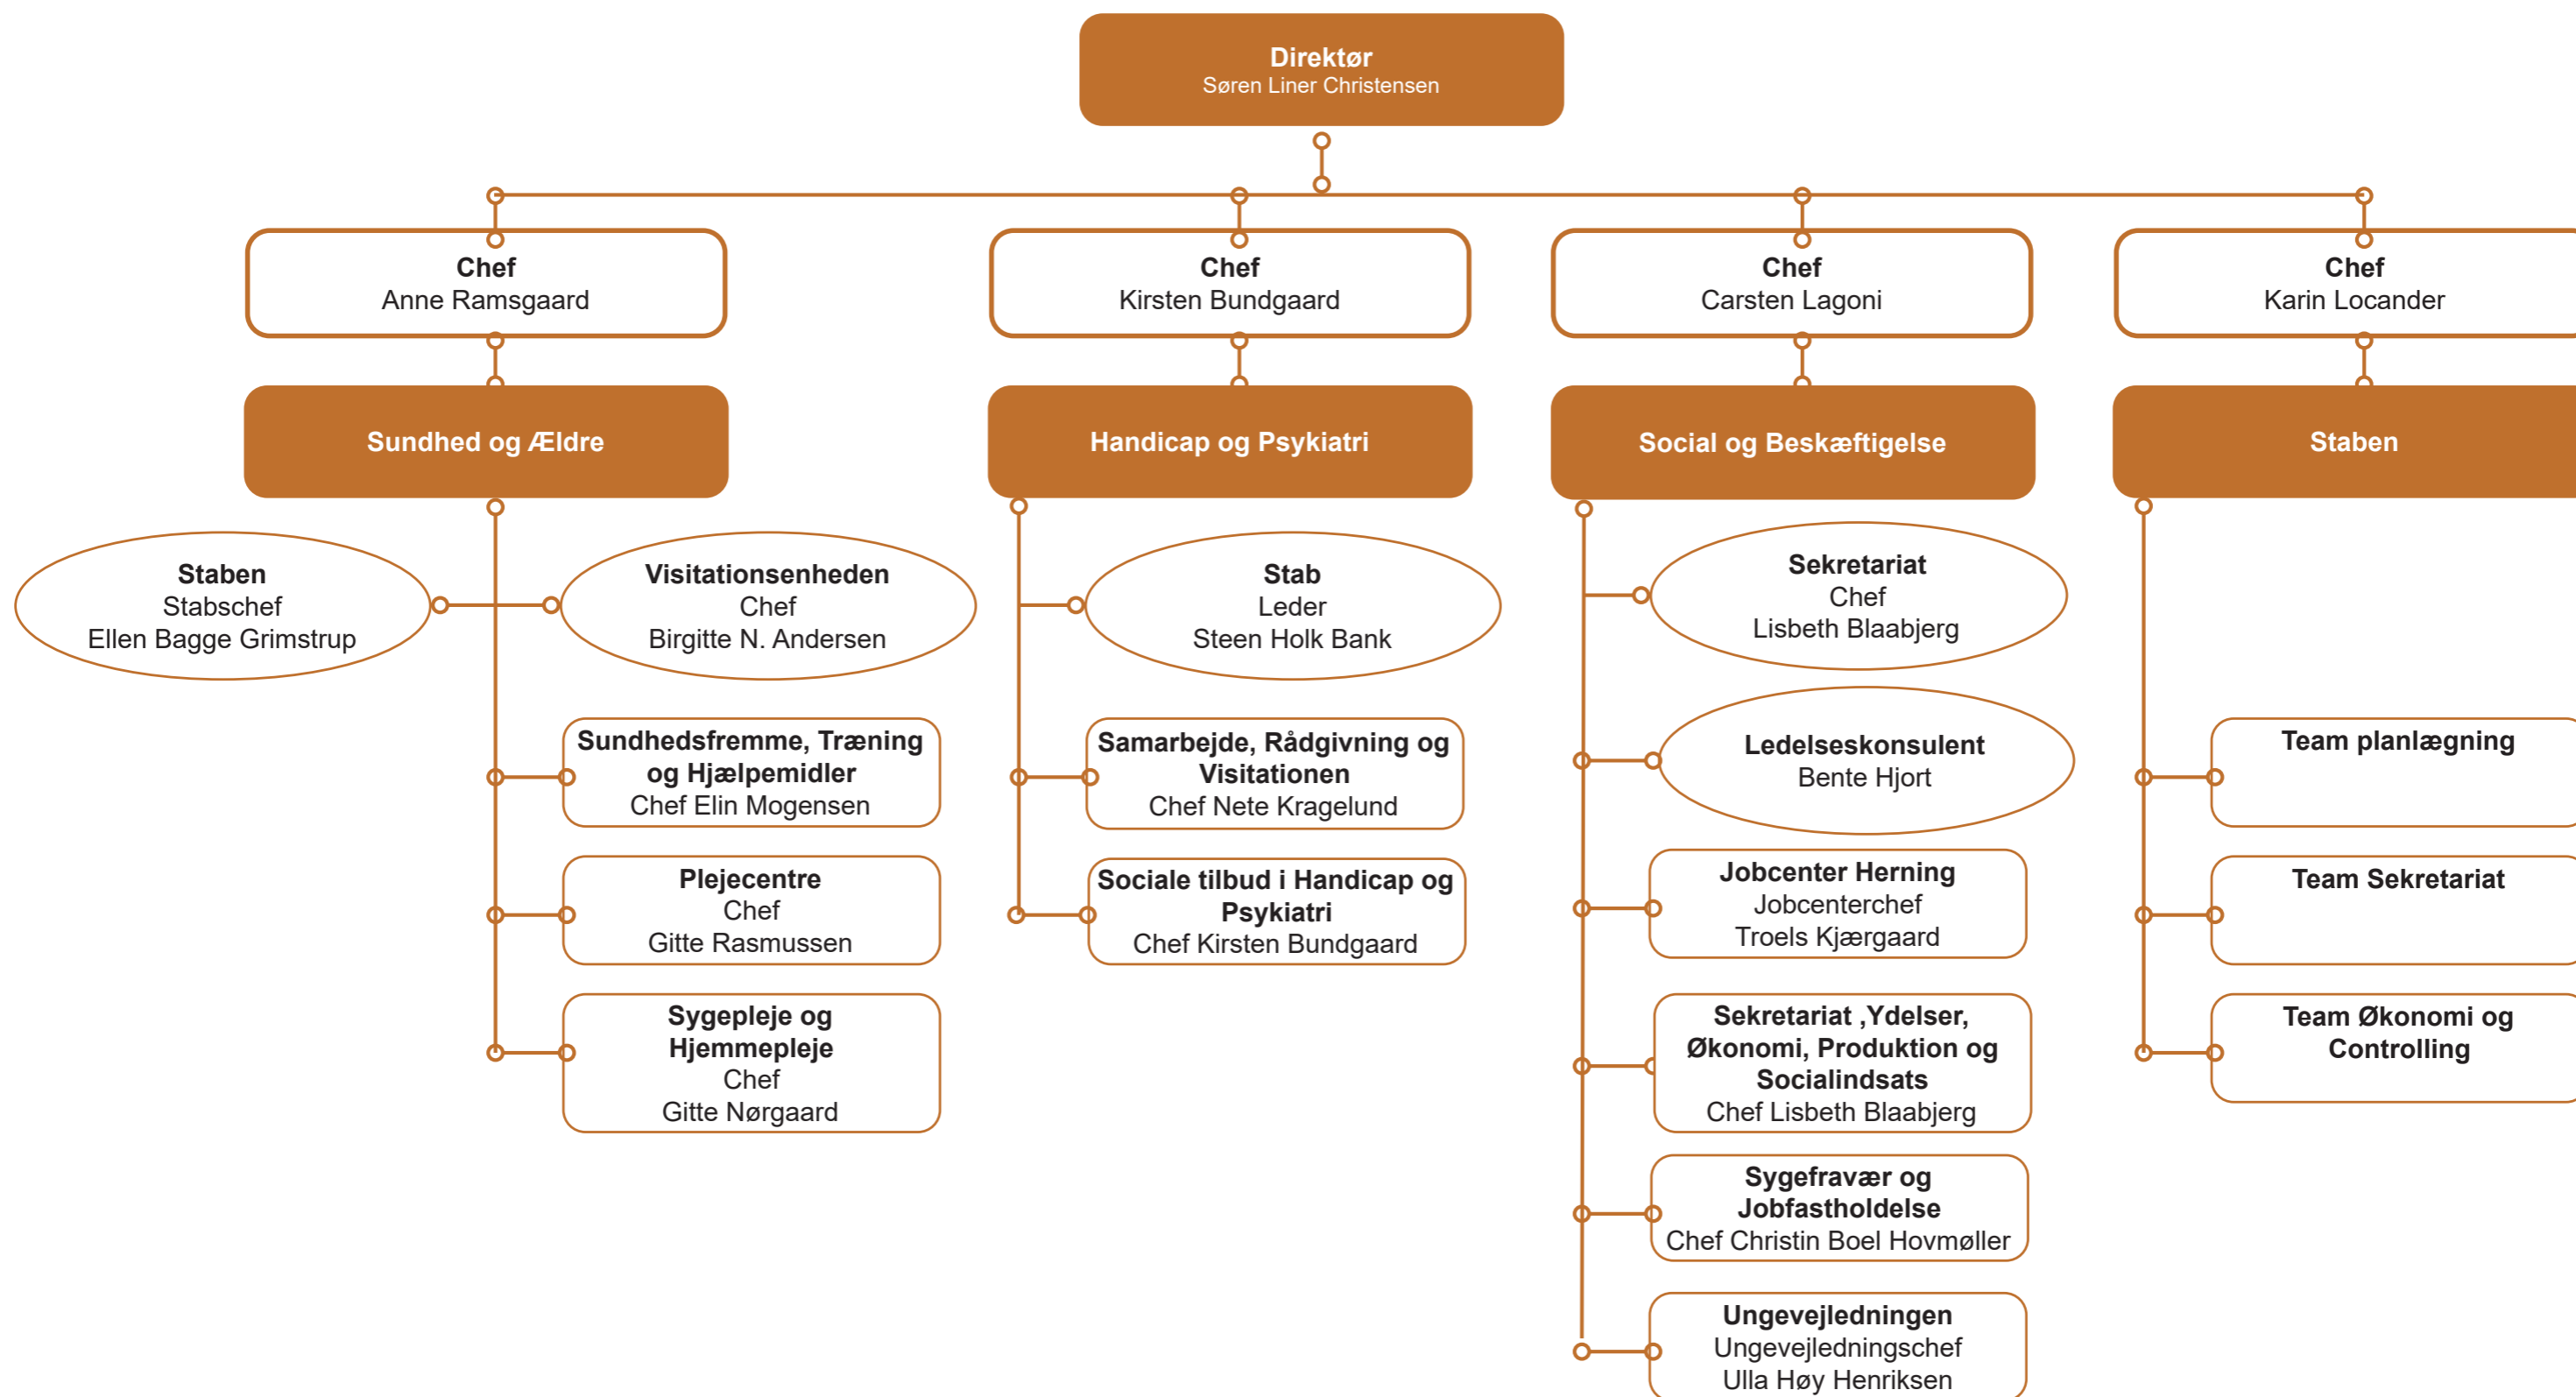 Direktør
Søren Liner Christensen
Chef
Anne Ramsgaard
Chef
Kirsten Bundgaard
Chef
Carsten Lagoni
Chef
Karin Locander
Sundhed og Ældre
Handicap og Psykiatri
Social og Beskæftigelse
Staben
Staben
Stabschef
Ellen Bagge Grimstrup
Visitationsenheden
Chef
Birgitte N. Andersen
Sundhedsfremme, Træning
og Hjælpemidler
Chef Elin Mogensen
Plejecentre
Chef
Gitte Rasmussen
Sygepleje og
Hjemmepleje
Chef
Gitte Nørgaard
Stab
Leder
Steen Holk Bank
Samarbejde, Rådgivning og
Visitationen
Chef Nete Kragelund
Sociale tilbud i Handicap og
Psykiatri
Chef Kirsten Bundgaard
Sekretariat
Chef
Lisbeth Blaabjerg
Ledelseskonsulent
Bente Hjort
Jobcenter Herning
Jobcenterchef
Troels Kjærgaard
Sekretariat ,Ydelser,
Økonomi, Produktion og
Socialindsats
Chef Lisbeth Blaabjerg
Sygefravær og
Jobfastholdelse
Chef Christin Boel Hovmøller
Ungevejledningen
Ungevejledningschef
Ulla Høy Henriksen
Team planlægning
Team Sekretariat
Team Økonomi og
Controlling